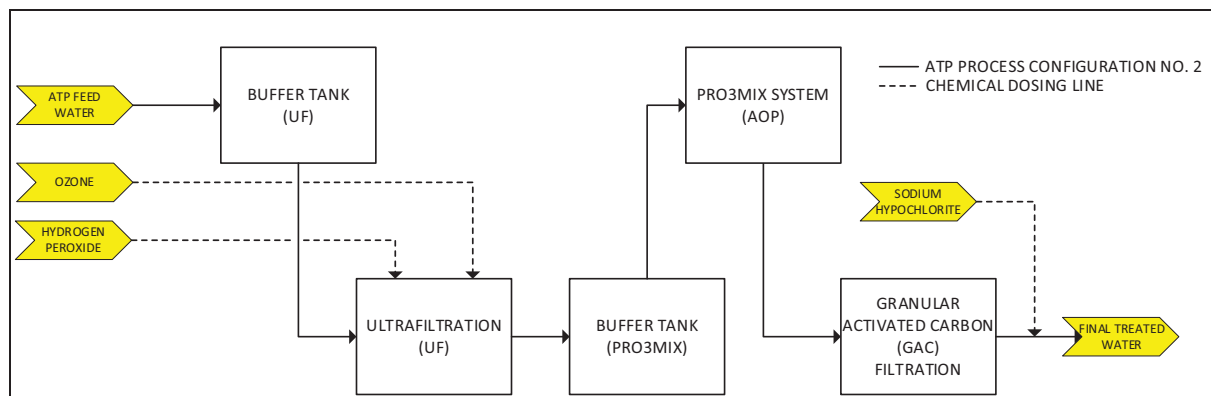 ATP FEED
WATER
BUFFER TANK
(UF)
PRO3MIX SYSTEM
(AOP)
ATP PROCESS CONFIGURATION NO. 2
CHEMICAL DOSING LINE
OZONE
HYDROGEN
PEROXIDE
SODIUM
HYPOCHLORITE
ULTRAFILTRATION
(UF)
BUFFER TANK
(PRO3MIX)
GRANULAR
ACTIVATED CARBON
(GAC)
FILTRATION
FINAL TREATED
WATER